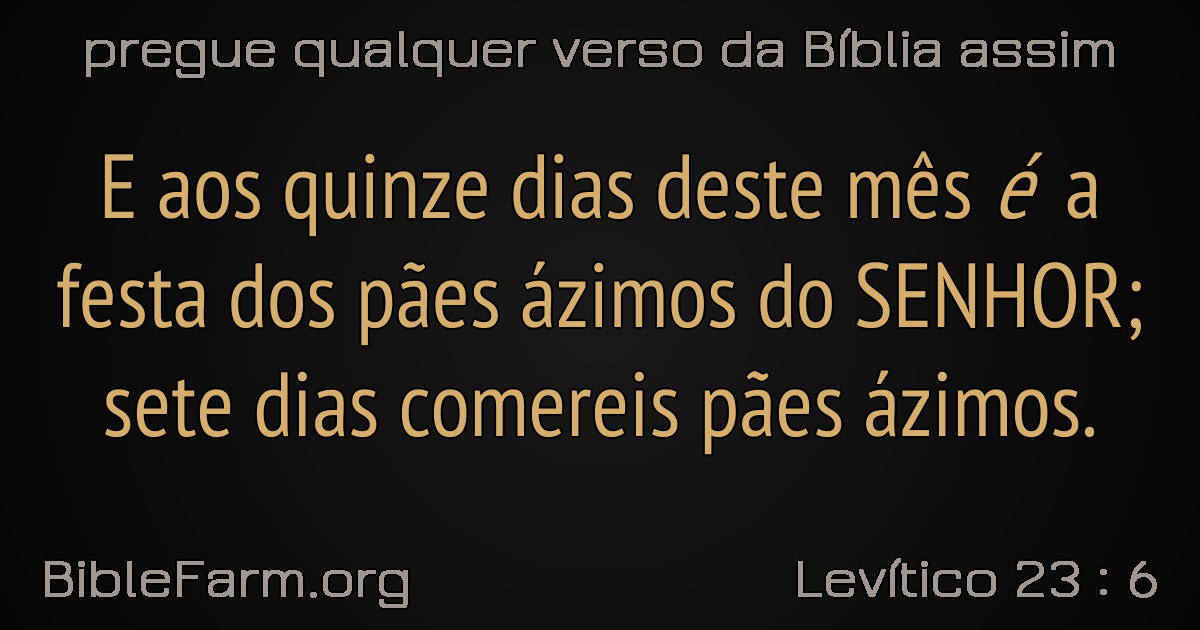 pregue qualquer verso da Bíblia assim
E aos quinze dias deste mês é a
festa dos pães ázimos do SENHOR;
sete dias comereis pães ázimos.
BibleFarm.org
Levítico 23 : 6